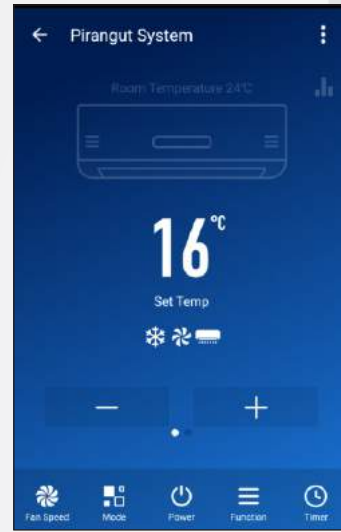 Pirangut System
Room Temperature 24°C
16°C
Set Temp
Fan Speed Mode Power Function Timer